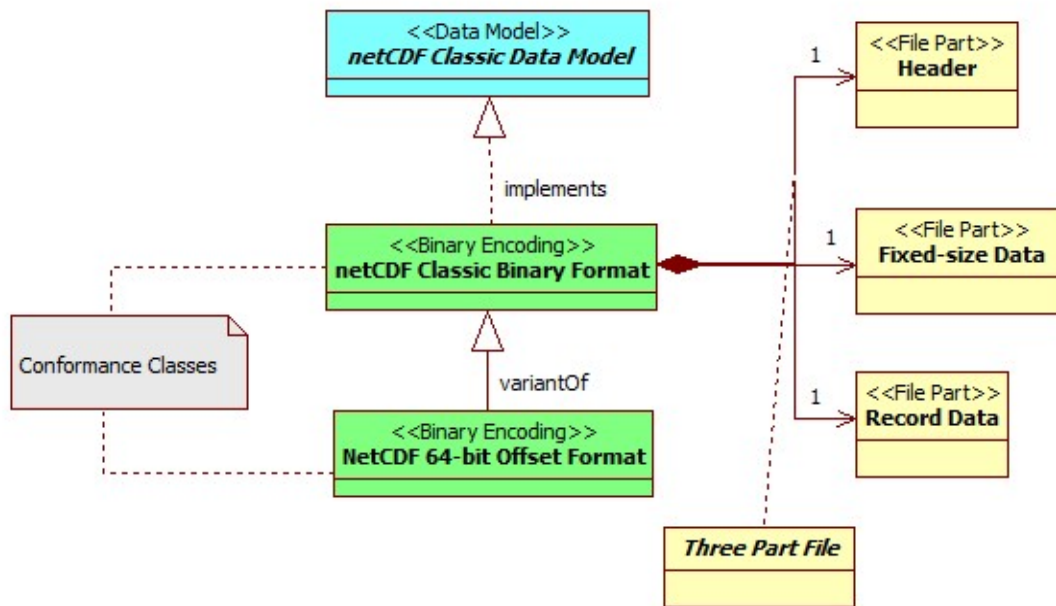 <<Data Model>>
netCDF Classic Data Model
<<File Part>>
Header
1
implements
<<Binary Encoding>>
netCDF Classic Binary Format
<<File Part>>
Fixed-size Data
1
Conformance Classes
variantOf
<<Binary Encoding>>
NetCDF 64-bit Offset Format
<<File Part>>
Record Data
1
Three Part File